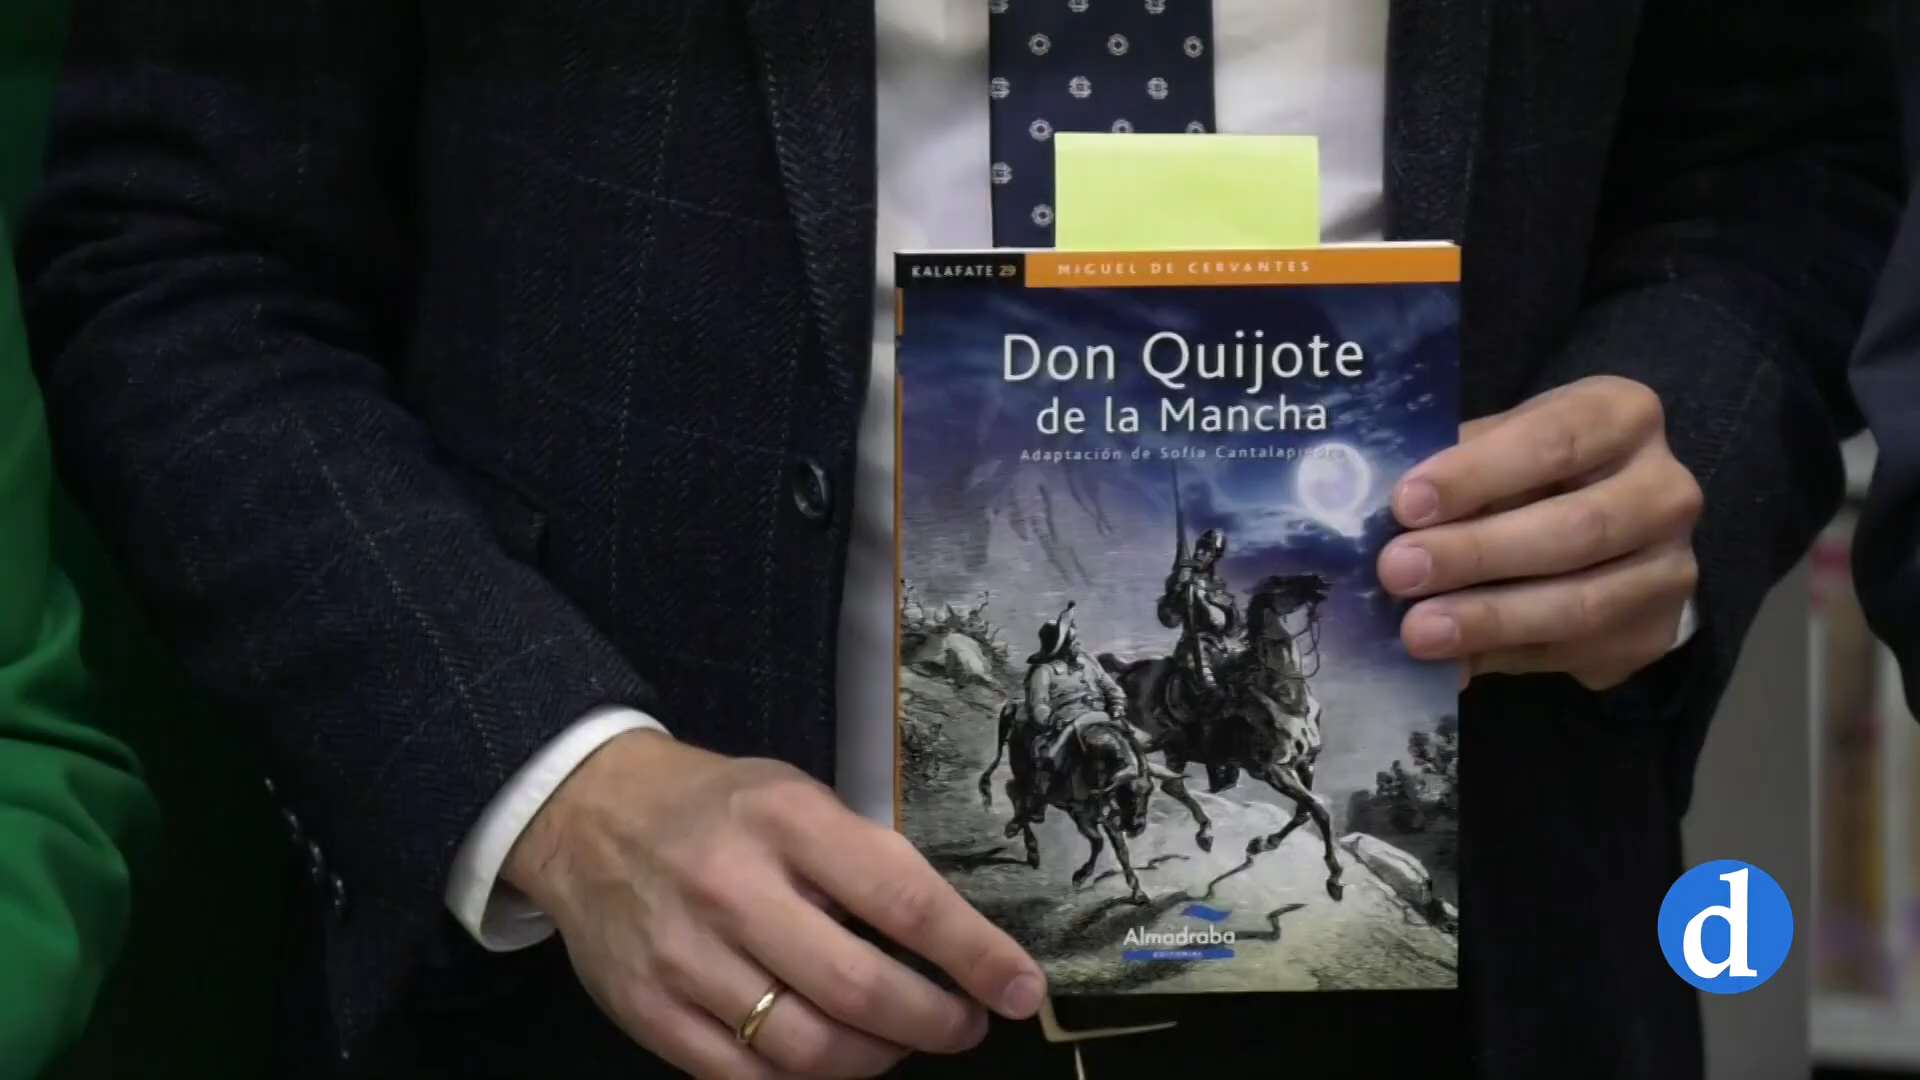 KALAFATE 29
MIGUEL DE CERVANTES
Don Quijote
de la Mancha
Adaptación de Sofía Cantalapiedra
Almadraba
EDITORIAL
d